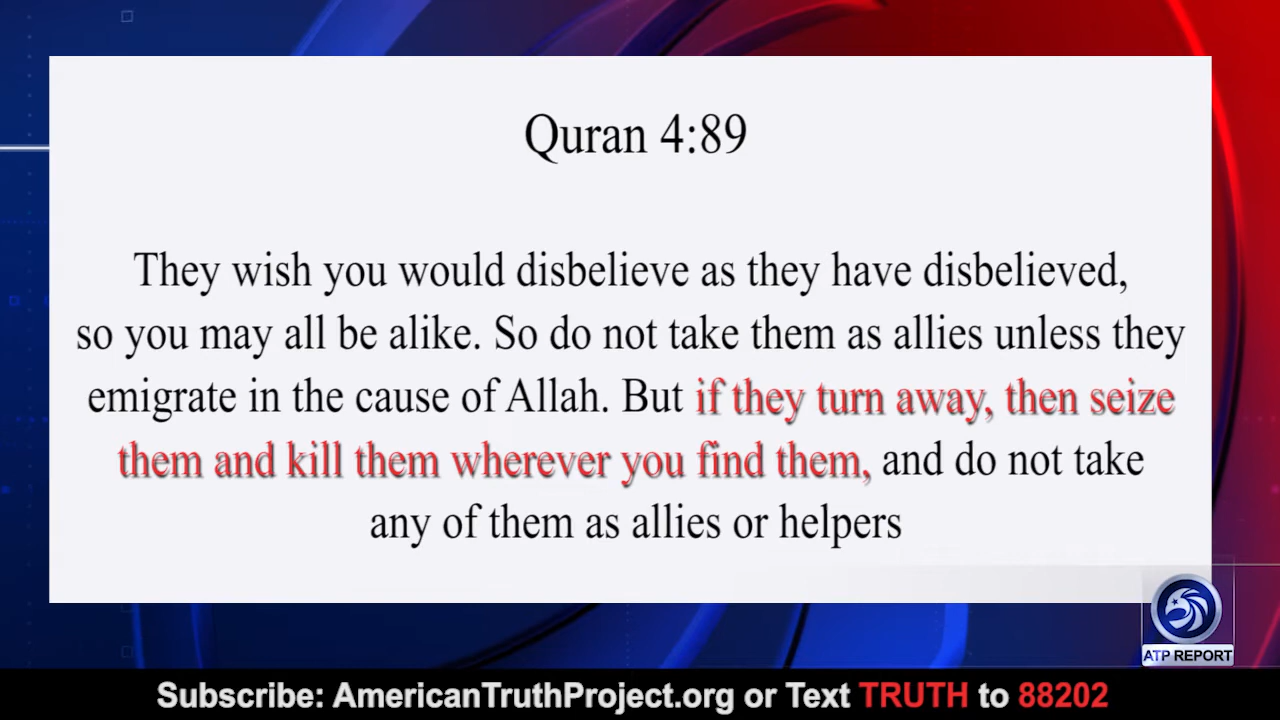 Quran 4:89
They wish you would disbelieve as they have disbelieved,
so you may all be alike. So do not take them as allies unless they
emigrate in the cause of Allah. But if they turn away, then seize
them and kill them wherever you find them, and do not take
any of them as allies or helpers
ATP REPORT
Subscribe: AmericanTruthProject.org or Text TRUTH to 88202